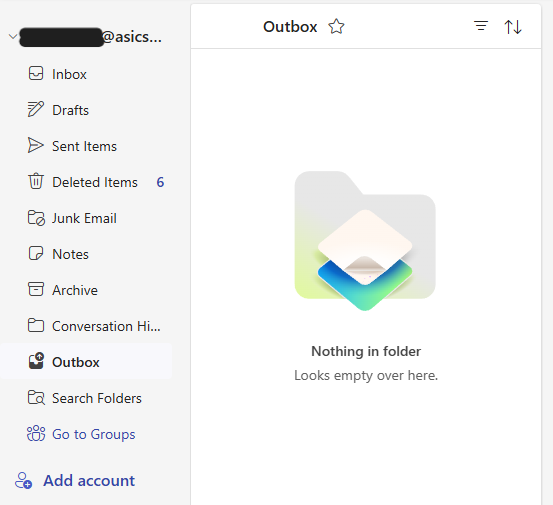 @asics...
Inbox
Drafts
Sent Items
Deleted Items 6
Junk Email
Notes
Archive
Conversation Hi...
Outbox
Search Folders
Go to Groups
Add account
Outbox
Nothing in folder
Looks empty over here.